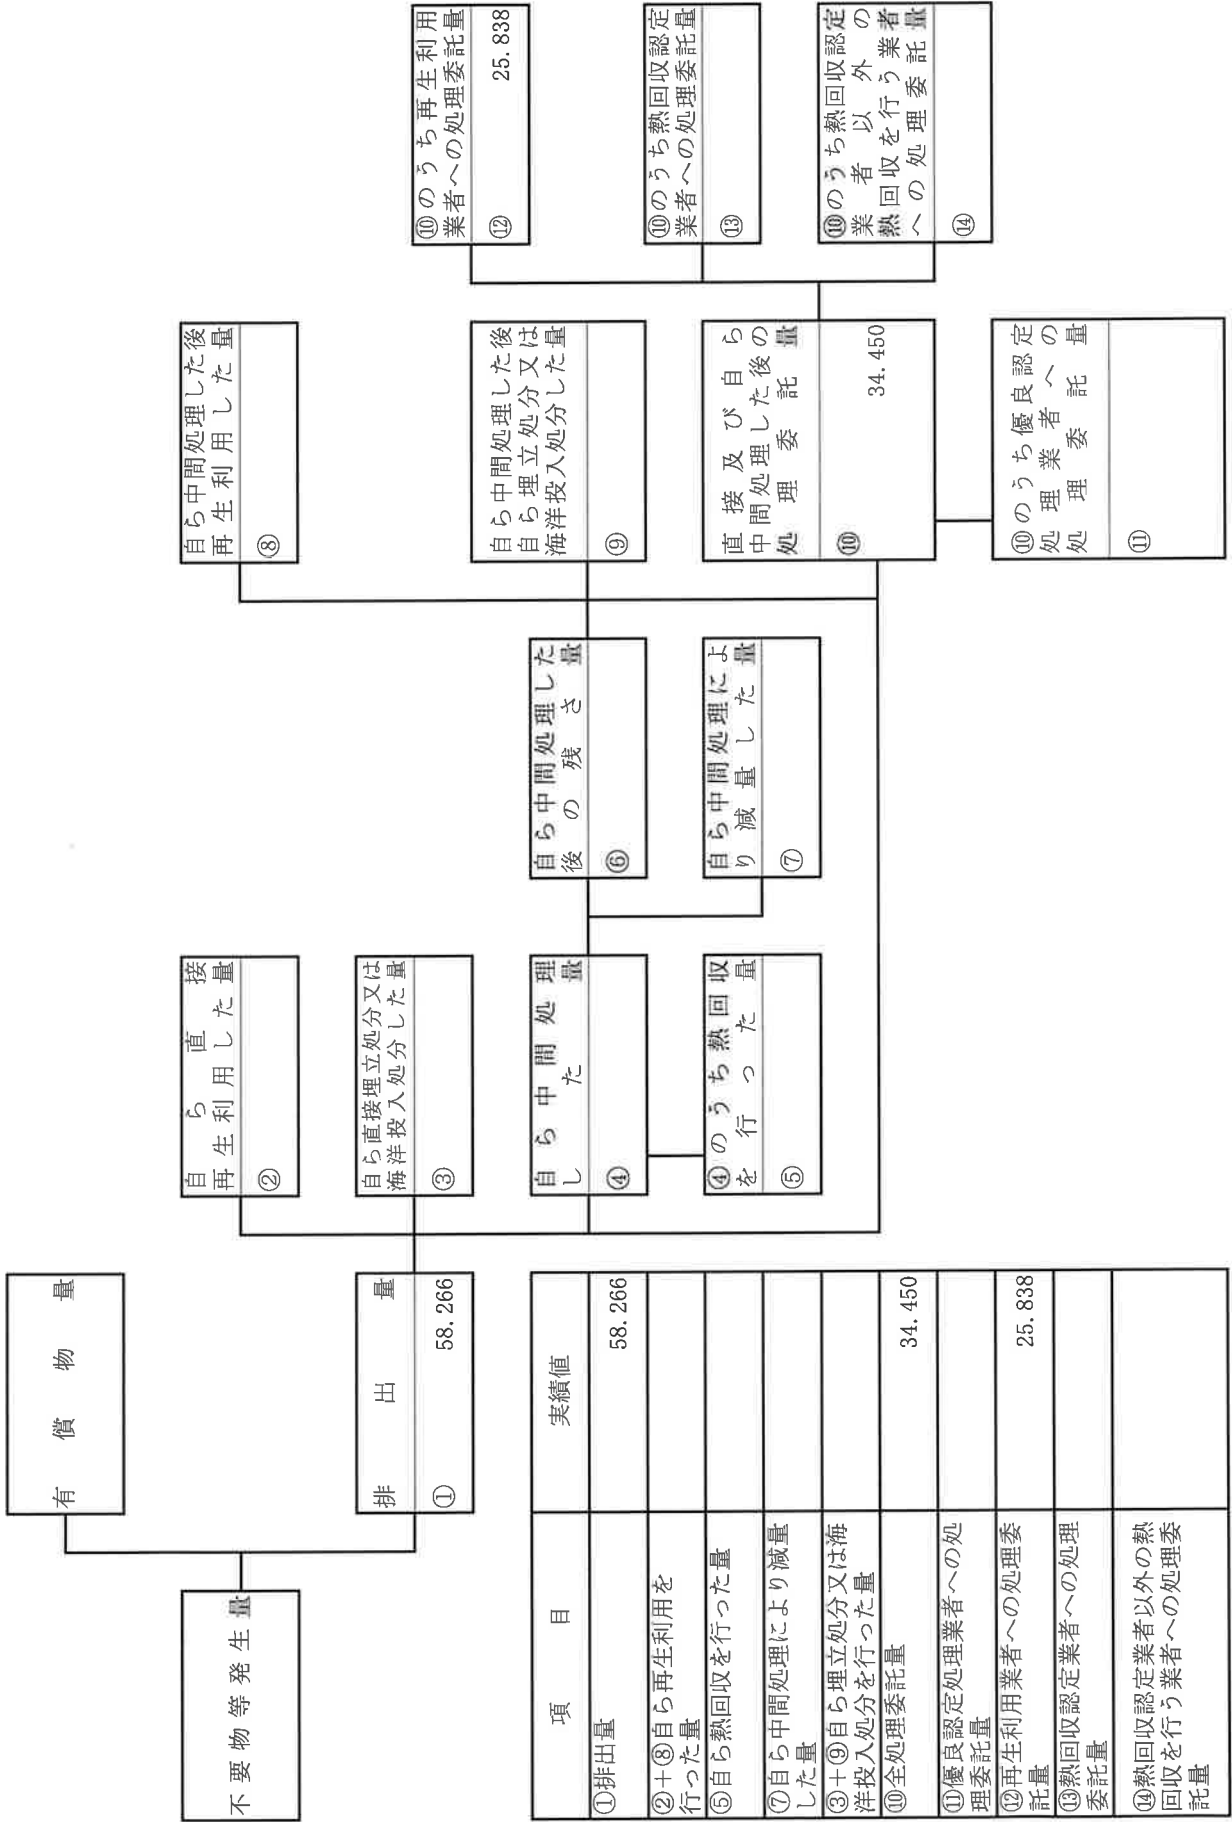 不要物等発生量
有償物量
排出量
① 58.266
自ら直接
再生利用した量
②
自ら直接埋立処分又は
海洋投入処分した量
③
自ら中間処理
した量
④
④のうち熱回収
を行った量
⑤
自ら中間処理した
後の残さ量
⑥
自ら中間処理によ
り減量した量
⑦
自ら中間処理した後
再生利用した量
⑧
自ら中間処理した後
自ら埋立処分又は
海洋投入処分した量
⑨
直接及び自ら
中間処理した後の
処理委託量
⑩ 34.450
⑩のうち優良認定
処理業者への
処理委託量
⑪
⑩のうち再生利用
業者への処理委託量
⑫ 25.838
⑩のうち熱回収認定
業者への処理委託量
⑬
⑩のうち熱回収認定
業者以外の
熱回収を行う業者
への処理委託量
⑭
項目 実績値
①排出量 58.266
②+⑧自ら再生利用を
行った量
⑤自ら熱回収を行った量
⑦自ら中間処理により減量
した量
③+⑨自ら埋立処分又は海
洋投入処分を行った量
⑩全処理委託量 34.450
⑪優良認定処理業者への処
理委託量
⑫再生利用業者への処理委
託量 25.838
⑬熱回収認定業者への処理
委託量
⑭熱回収認定業者以外の熱
回収を行う業者への処理委
託量